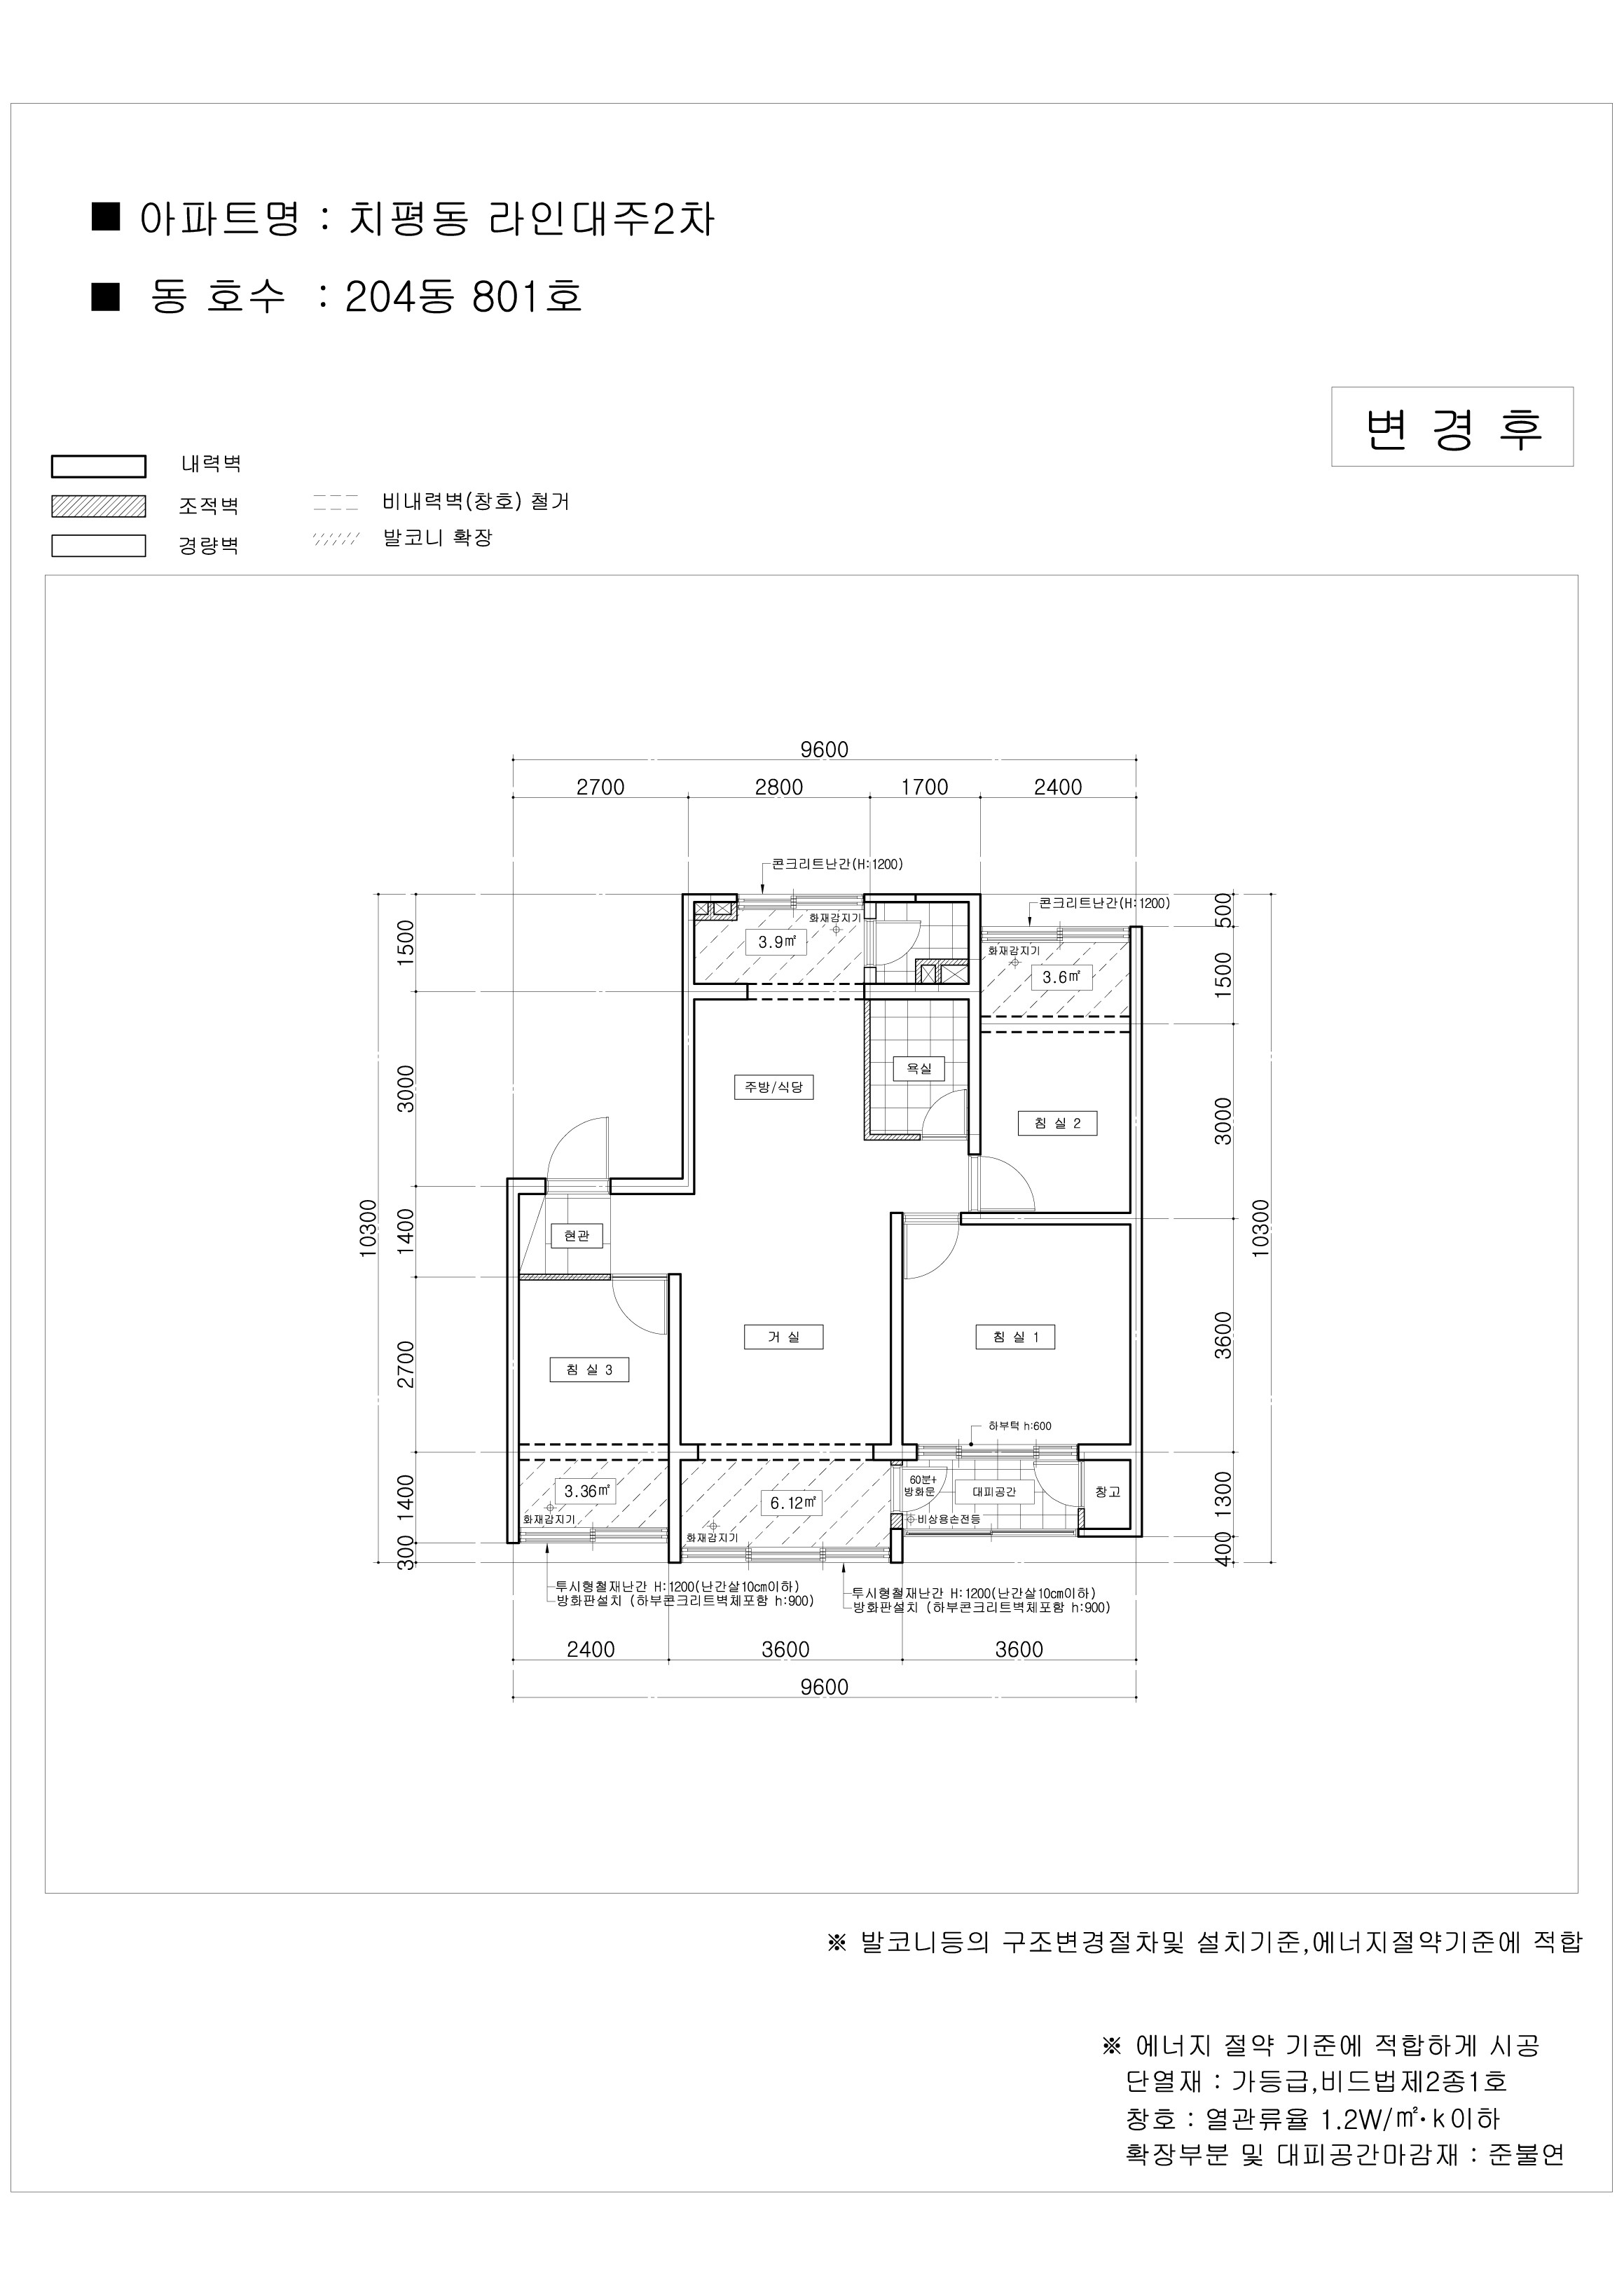 ■ 아파트명 : 치평동 라인대주2차
■ 동 호수 : 204동 801호
변 경 후
내력벽
조적벽
경량벽
비내력벽(창호) 철거
발코니 확장
9600
2700 2800 1700 2400
콘크리트난간(H:1200)
콘크리트난간(H:1200)
화재감지기
3.9㎡
화재감지기
3.6㎡
욕실
주방/식당
침 실 2
현관
거 실
침 실 1
침 실 3
하부턱 h:600
3.36㎡
화재감지기
6.12㎡
화재감지기
60분+
방화문
대피공간
창고
비상용손전등
투시형철재난간 H:1200(난간살10cm이하)
방화판설치 (하부콘크리트벽체포함 h:900)
투시형철재난간 H:1200(난간살10cm이하)
방화판설치 (하부콘크리트벽체포함 h:900)
10300
1500
3000
1400
2700
1400
300
500
1500
3000
3600
1300
400
10300
2400 3600 3600
9600
※ 발코니등의 구조변경절차및 설치기준,에너지절약기준에 적합
※ 에너지 절약 기준에 적합하게 시공
단열재 : 가등급,비드법제2종1호
창호 : 열관류율 1.2W/㎡·k이하
확장부분 및 대피공간마감재 : 준불연